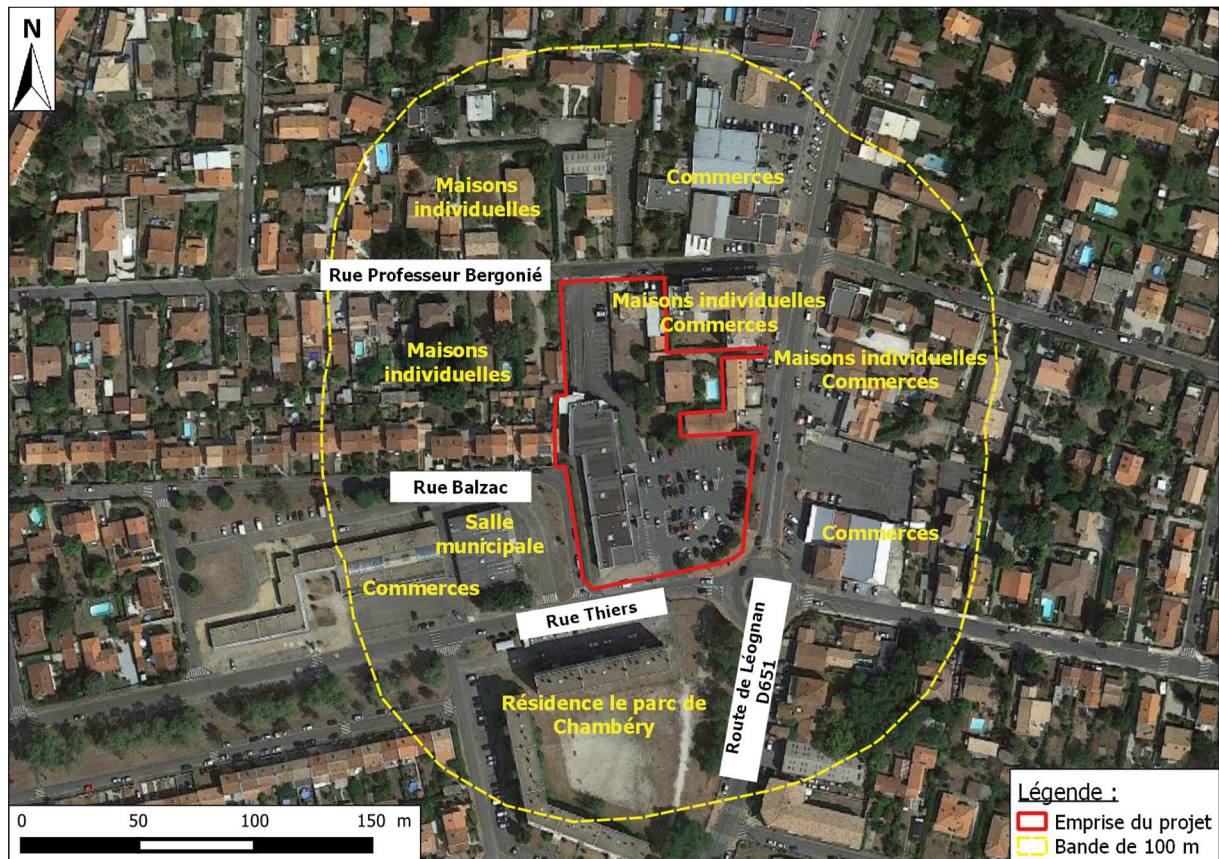 N
Maisons
individuelles
Commerces
Rue Professeur Bergonié
Maisons individuelles
Commerces
Maisons
individuelles
Maisons individuelles
Commerces
Rue Balzac
Salle
municipale
Commerces
Commerces
Rue Thiers
Route de Léognan
D651
Résidence le parc de
Chambéry
0 50 100 150 m
Légende :
Emprise du projet
Bande de 100 m